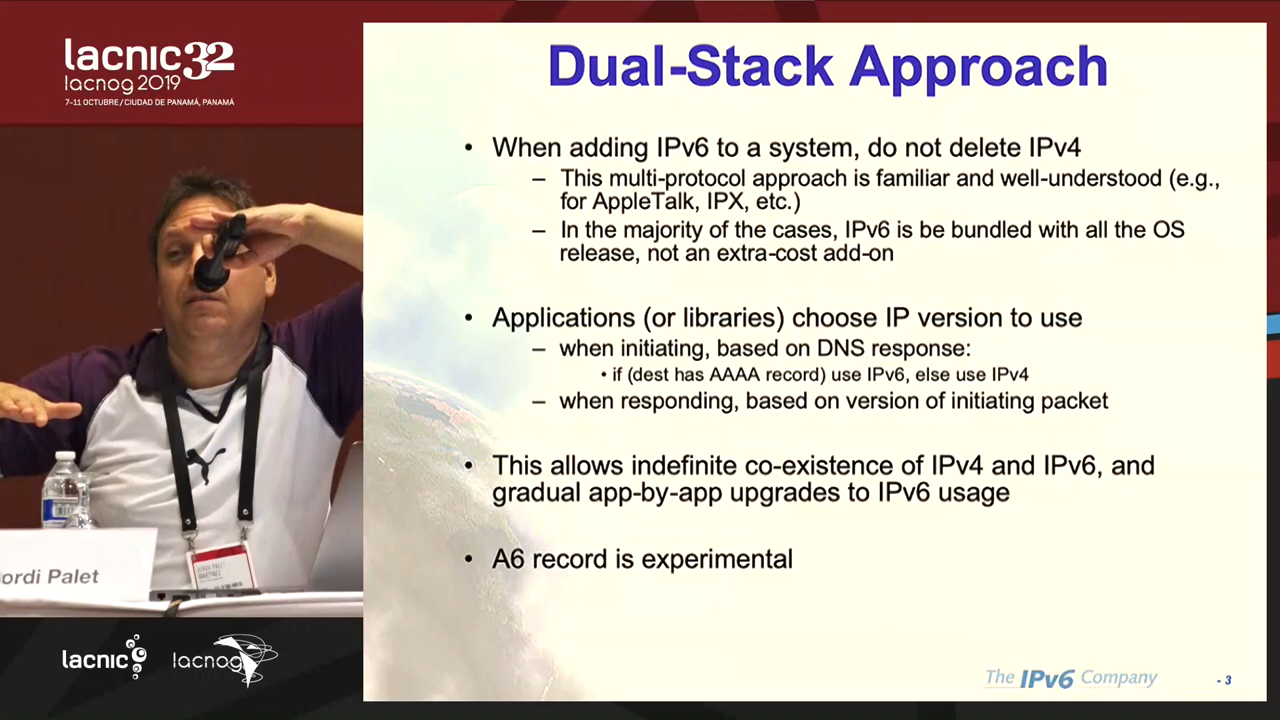 lacnic32
lacnog 2019
7-11 OCTUBRE / CIUDAD DE PANAMÁ, PANAMÁ
Dual-Stack Approach
• When adding IPv6 to a system, do not delete IPv4
– This multi-protocol approach is familiar and well-understood (e.g.,
for AppleTalk, IPX, etc.)
– In the majority of the cases, IPv6 is be bundled with all the OS
release, not an extra-cost add-on
• Applications (or libraries) choose IP version to use
– when initiating, based on DNS response:
• if (dest has AAAA record) use IPv6, else use IPv4
– when responding, based on version of initiating packet
• This allows indefinite co-existence of IPv4 and IPv6, and
gradual app-by-app upgrades to IPv6 usage
• A6 record is experimental
The IPv6 Company
- 3
ordi Palet
JORDI PALET
MARTINEZ
lacnic
lacnog